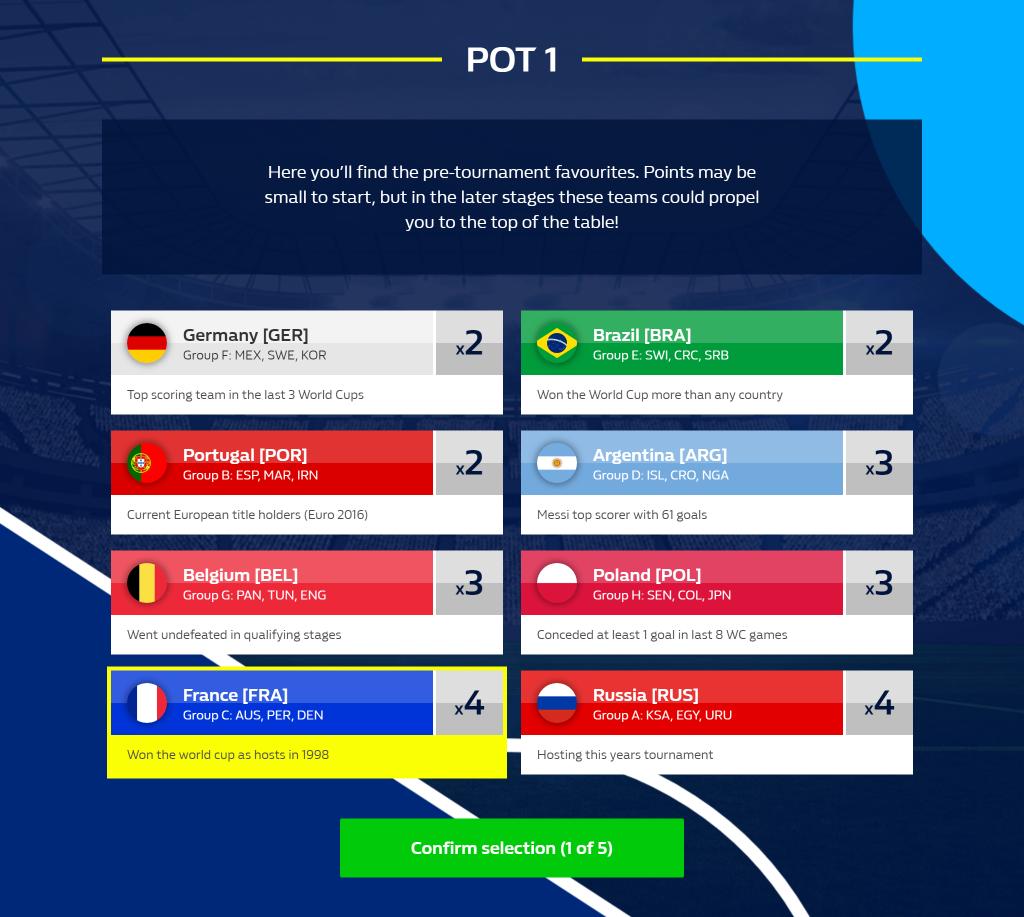 POT 1
Here you'll find the pre-tournament favourites. Points may be
small to start, but in the later stages these teams could propel
you to the top of the table!
Germany [GER]
Group F: MEX, SWE, KOR
x2
Top scoring team in the last 3 World Cups
Brazil [BRA]
Group E: SWI, CRC, SRB
x2
Won the World Cup more than any country
Portugal [POR]
Group B: ESP, MAR, IRN
x2
Current European title holders (Euro 2016)
Argentina [ARG]
Group D: ISL, CRO, NGA
x3
Messi top scorer with 61 goals
Belgium [BEL]
Group G: PAN, TUN, ENG
x3
Went undefeated in qualifying stages
Poland [POL]
Group H: SEN, COL, JPN
x3
Conceded at least 1 goal in last 8 WC games
France [FRA]
Group C: AUS, PER, DEN
x4
Won the world cup as hosts in 1998
Russia [RUS]
Group A: KSA, EGY, URU
x4
Hosting this years tournament
Confirm selection (1 of 5)